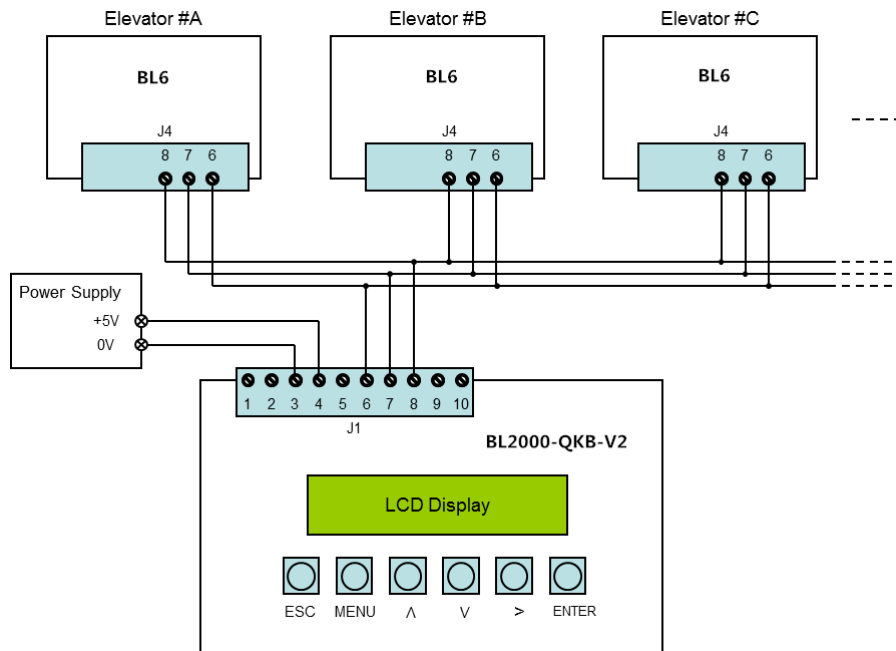 Elevator #A Elevator #B Elevator #C
BL6 BL6 BL6
J4 J4 J4
8 7 6 8 7 6 8 7 6
Power Supply
+5V
0V
1 2 3 4 5 6 7 8 9 10
J1
BL2000-QKB-V2
LCD Display
ESC MENU Λ V > ENTER